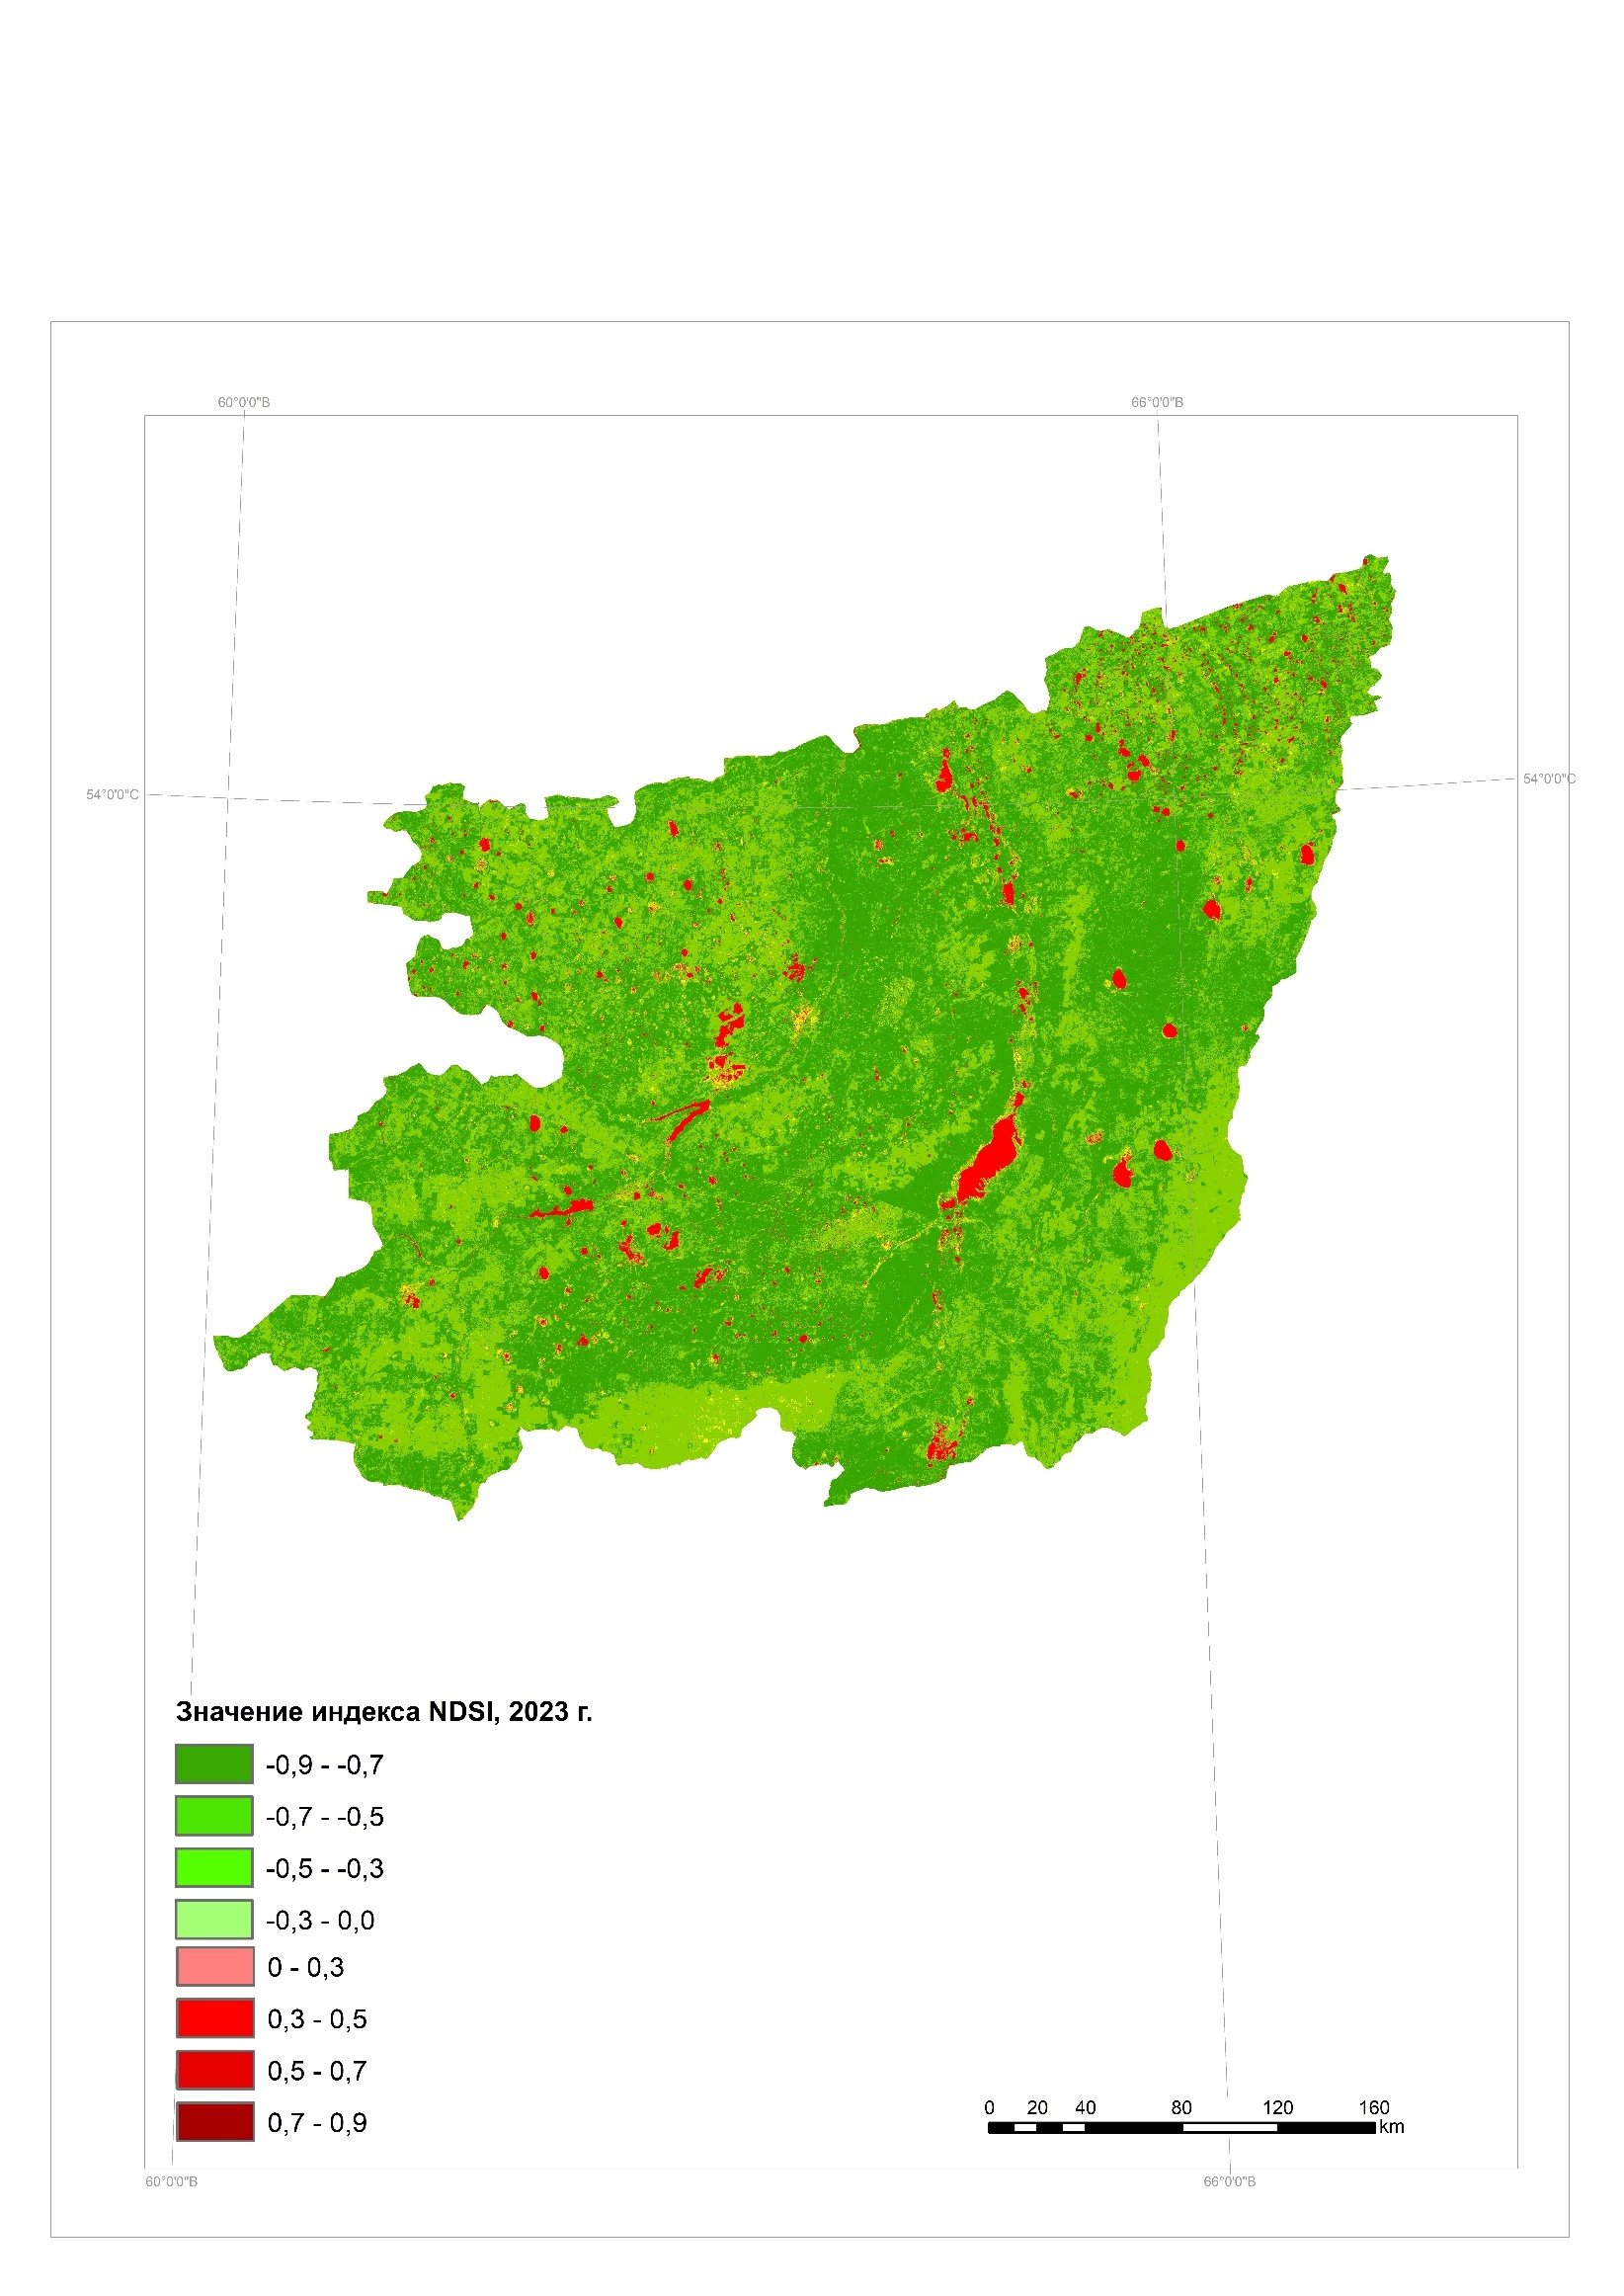 60°0'0"В 66°0'0"В
54°0'0"С 54°0'0"С
Значение индекса NDSI, 2023 г.
-0,9 - -0,7
-0,7 - -0,5
-0,5 - -0,3
-0,3 - 0,0
0 - 0,3
0,3 - 0,5
0,5 - 0,7
0,7 - 0,9
0 20 40 80 120 160
km
60°0'0"В 66°0'0"В